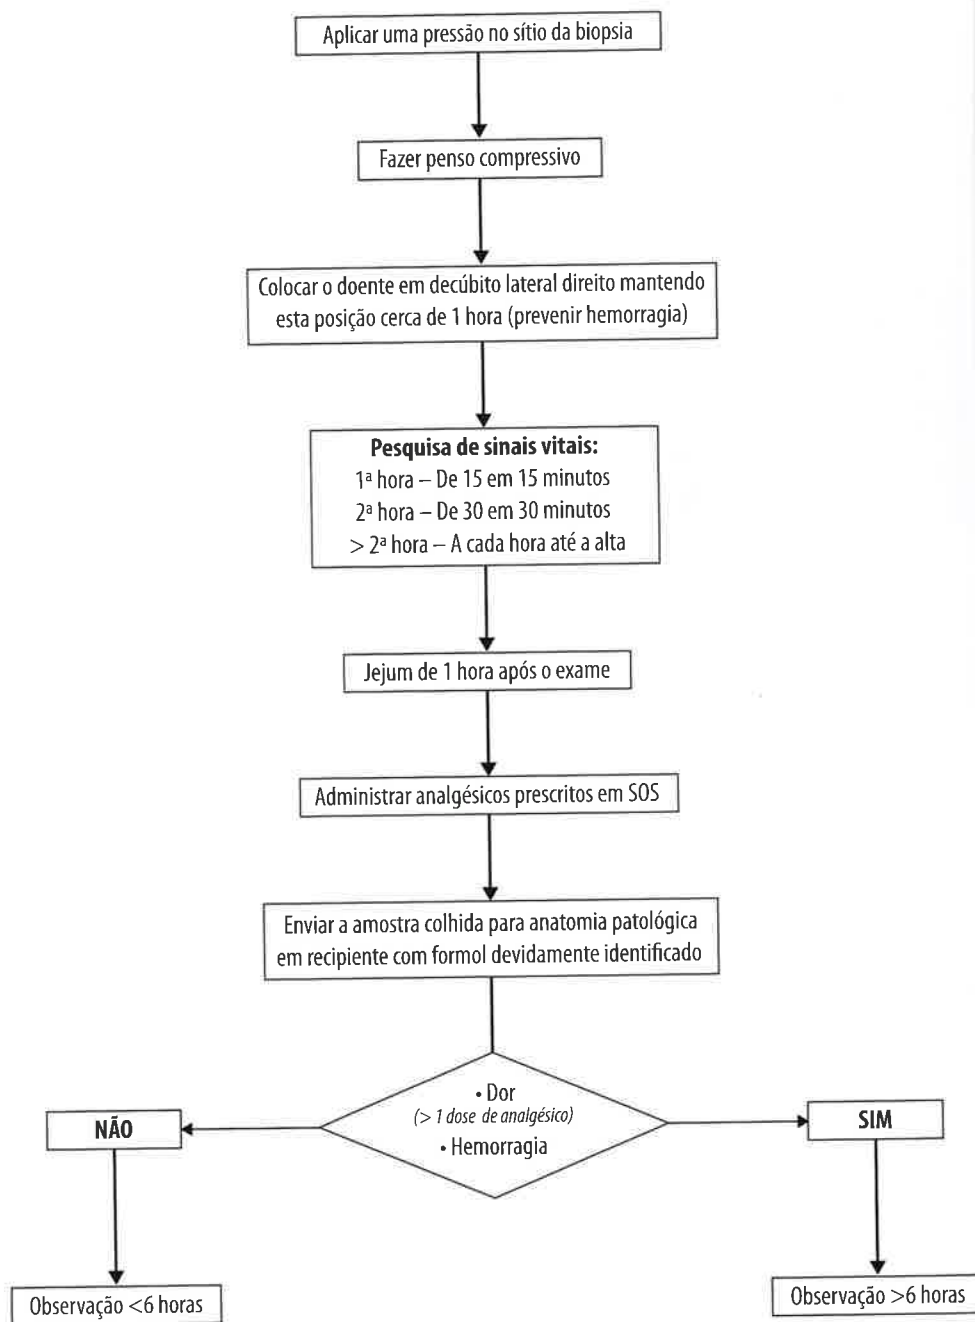 Aplicar uma pressão no sítio da biopsia
Fazer penso compressivo
Colocar o doente em decúbito lateral direito mantendo
esta posição cerca de 1 hora (prevenir hemorragia)
Pesquisa de sinais vitais:
1ª hora – De 15 em 15 minutos
2ª hora – De 30 em 30 minutos
> 2ª hora – A cada hora até a alta
Jejum de 1 hora após o exame
Administrar analgésicos prescritos em SOS
Enviar a amostra colhida para anatomia patológica
em recipiente com formol devidamente identificado
• Dor
(> 1 dose de analgésico)
• Hemorragia
NÃO
SIM
Observação <6 horas
Observação >6 horas